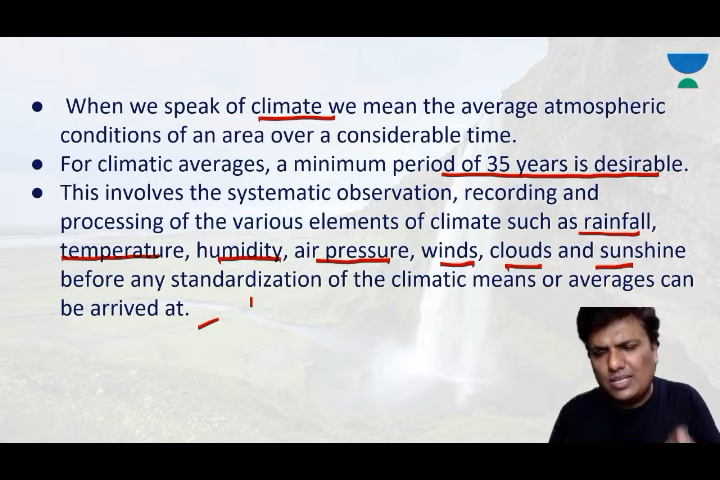 ● When we speak of climate we mean the average atmospheric
conditions of an area over a considerable time.
● For climatic averages, a minimum period of 35 years is desirable.
● This involves the systematic observation, recording and
processing of the various elements of climate such as rainfall,
temperature, humidity, air pressure, winds, clouds and sunshine
before any standardization of the climatic means or averages can
be arrived at.